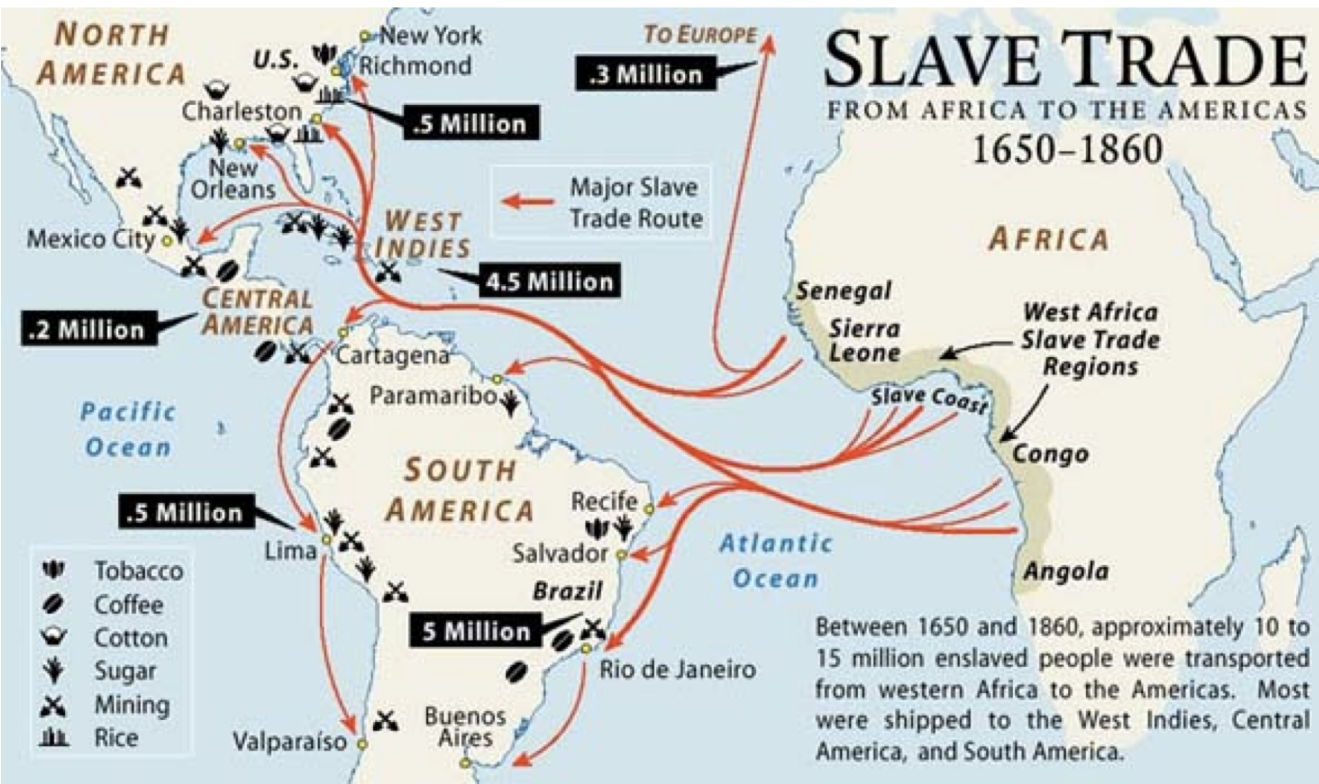 SLAVE TRADE
FROM AFRICA TO THE AMERICAS
1650–1860
NORTH
AMERICA
U.S.
New York
Richmond
Charleston
.5 Million
New
Orleans
Mexico City
WEST
INDIES
4.5 Million
CENTRAL
AMERICA
.2 Million
TO EUROPE
.3 Million
Major Slave
Trade Route
AFRICA
Senegal
Sierra
Leone
West Africa
Slave Trade
Regions
Slave Coast
Congo
Angola
Cartagena
Paramaribo
Pacific
Ocean
SOUTH
AMERICA
Recife
Salvador
Brazil
5 Million
Rio de Janeiro
Atlantic
Ocean
.5 Million
Lima
Valparaíso
Buenos
Aires
Tobacco
Coffee
Cotton
Sugar
Mining
Rice
Between 1650 and 1860, approximately 10 to
15 million enslaved people were transported
from western Africa to the Americas. Most
were shipped to the West Indies, Central
America, and South America.